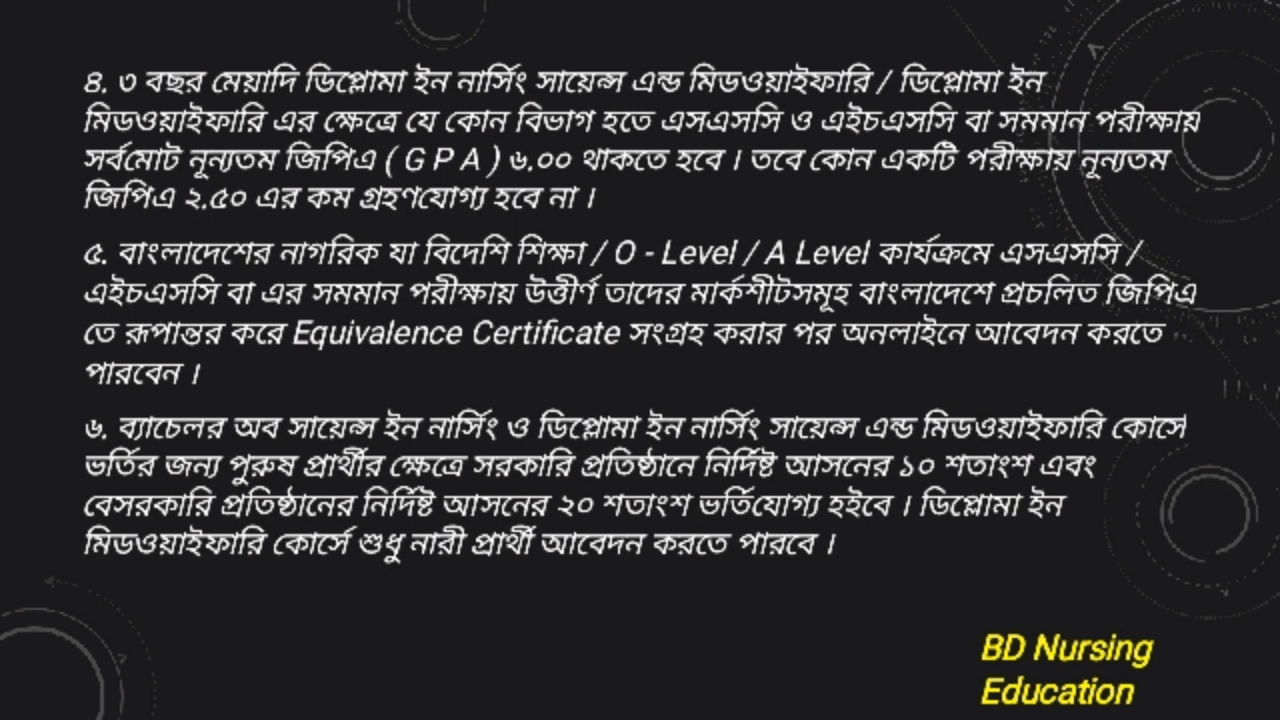 ৪. ৩ বছর মেয়াদি ডিপ্লোমা ইন নার্সিং সায়েন্স এন্ড মিডওয়াইফারি / ডিপ্লোমা ইন
মিডওয়াইফারি এর ক্ষেত্রে যে কোন বিভাগ হতে এসএসসি ও এইচএসসি বা সমমান পরীক্ষায়
সর্বমোট নূন্যতম জিপিএ ( G P A ) ৬.০০ থাকতে হবে । তবে কোন একটি পরীক্ষায় নূন্যতম
জিপিএ ২.৫০ এর কম গ্রহণযোগ্য হবে না ।
৫. বাংলাদেশের নাগরিক যা বিদেশি শিক্ষা / O - Level / A Level কার্যক্রমে এসএসসি /
এইচএসসি বা এর সমমান পরীক্ষায় উত্তীর্ণ তাদের মার্কশীটসমূহ বাংলাদেশে প্রচলিত জিপিএ
তে রূপান্তর করে Equivalence Certificate সংগ্রহ করার পর অনলাইনে আবেদন করতে
পারবেন ।
৬. ব্যাচেলর অব সায়েন্স ইন নার্সিং ও ডিপ্লোমা ইন নার্সিং সায়েন্স এন্ড মিডওয়াইফারি কোর্সে
ভর্তির জন্য পুরুষ প্রার্থীর ক্ষেত্রে সরকারি প্রতিষ্ঠানে নির্দিষ্ট আসনের ১০ শতাংশ এবং
বেসরকারি প্রতিষ্ঠানের নির্দিষ্ট আসনের ২০ শতাংশ ভর্তিযোগ্য হইবে । ডিপ্লোমা ইন
মিডওয়াইফারি কোর্সে শুধু নারী প্রার্থী আবেদন করতে পারবে ।
BD Nursing
Education